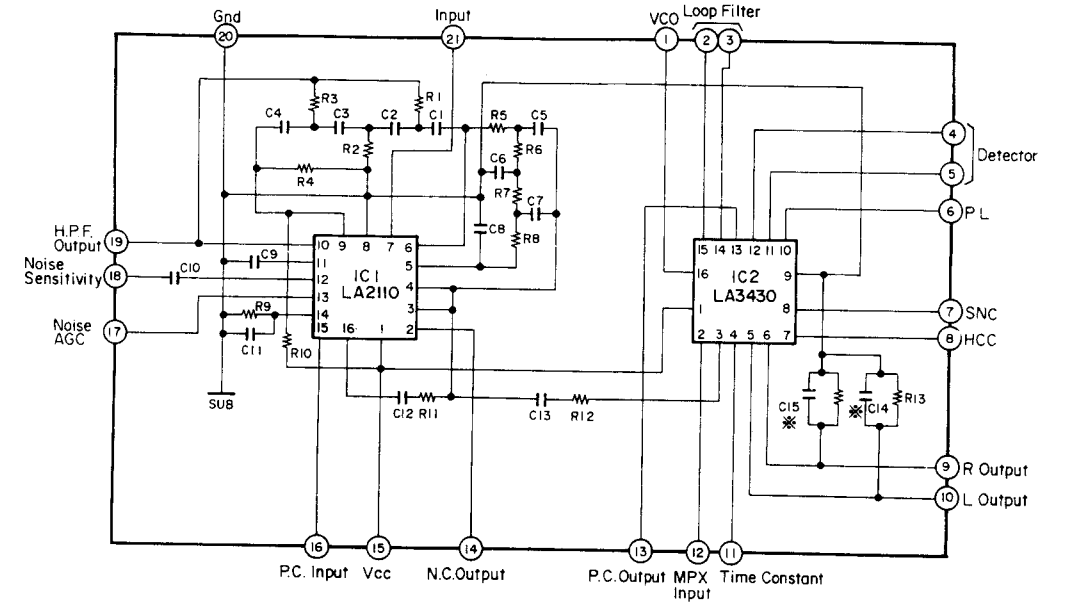 Gnd
20
Input
21
VCO
1
Loop Filter
2 3
R3
R1
C4
C3
C2
C1
R5
C5
R2
R6
C6
R4
R7
C7
C8
R8
4
5
Detector
6
P L
H.P.F.
Output
19
Noise
Sensitivity
18
C10
C9
Noise
AGC
17
R9
C11
R10
SUB
10 9 8 7 6
11
5
IC 1
LA2110
12
4
13
3
14
15 16 1 2
15 14 13 12 11 10
16
IC 2
LA3430
9
1
8
2 3 4 5 6 7
7
SNC
8
HCC
C12
R11
C13
R12
C15
※
※
C14
R13
9
R Output
10
L Output
16
P.C. Input
15
Vcc
14
N.C.Output
13
P.C.Output
12
MPX
Input
11
Time Constant